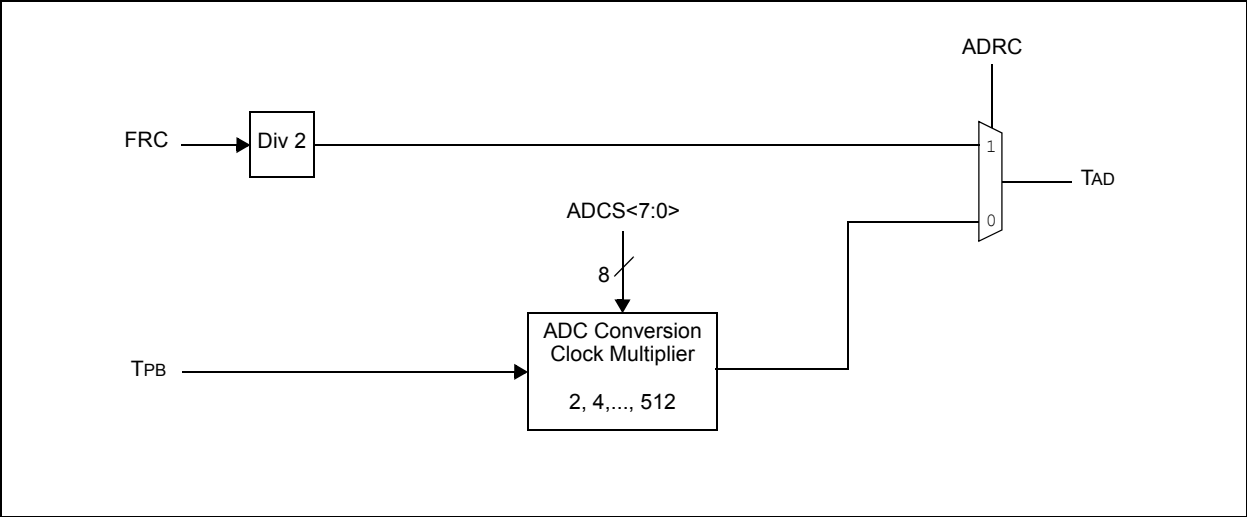 ADRC
FRC
Div 2
1
TAD
ADCS<7:0>
0
8
ADC Conversion
Clock Multiplier
TPB
2, 4,..., 512